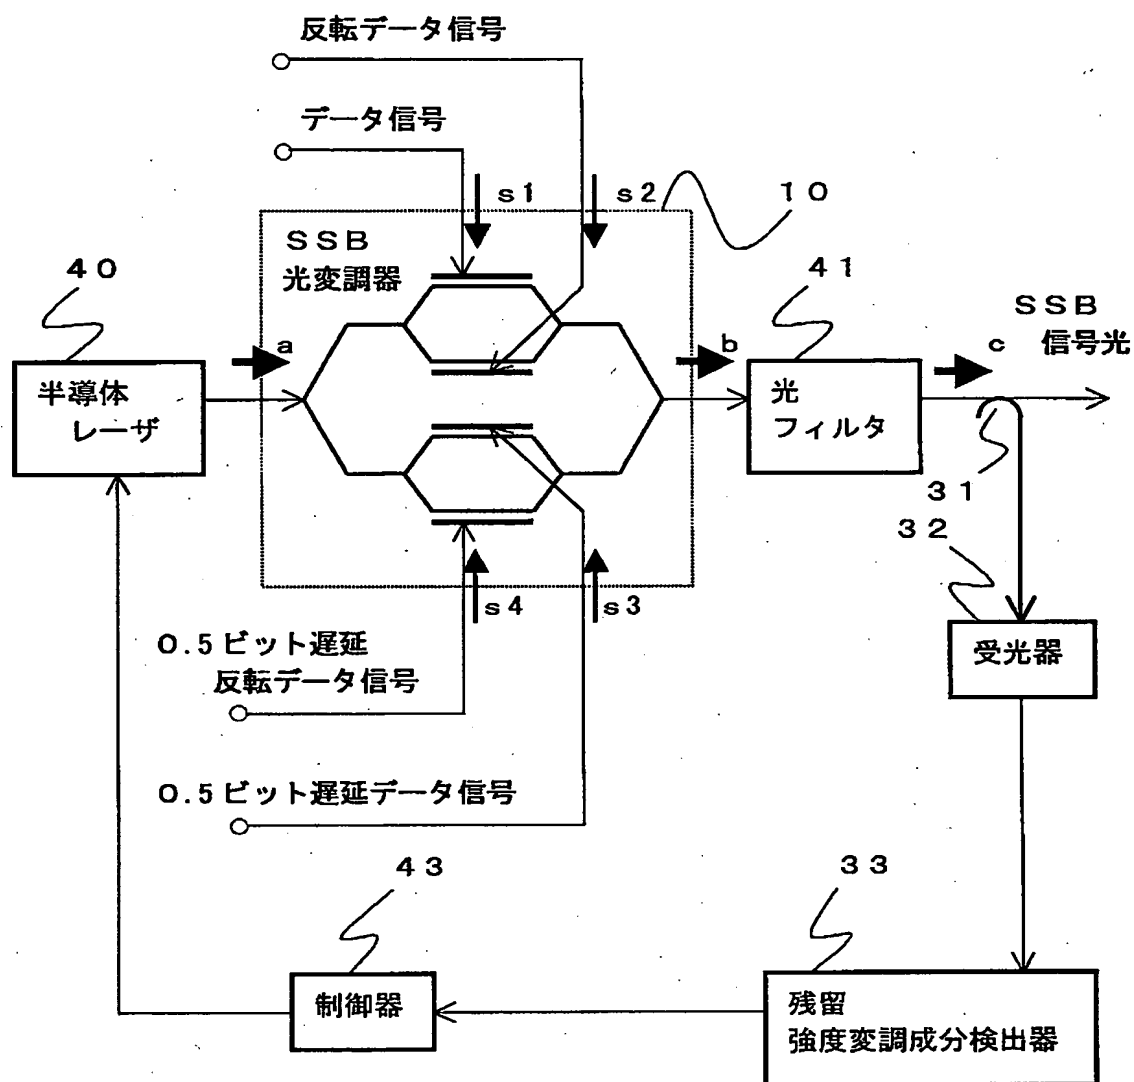 反転データ信号
データ信号
s1
s2
10
SSB
光変調器
40
半導体
レーザ
a
b
41
光
フィルタ
c
SSB
信号光
31
32
受光器
s4
s3
0.5ビット遅延
反転データ信号
0.5ビット遅延データ信号
43
制御器
33
残留
強度変調成分検出器